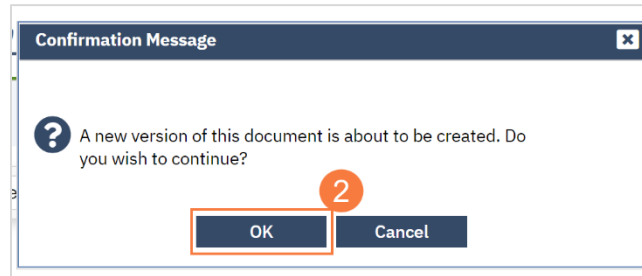 Confirmation Message
A new version of this document is about to be created. Do
you wish to continue?
2
OK
Cancel